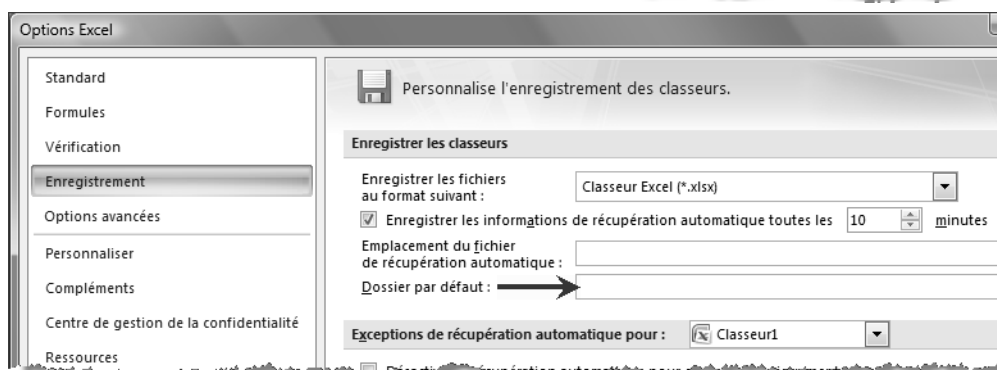 Options Excel
Standard
Formules
Vérification
Enregistrement
Options avancées
Personnaliser
Compléments
Centre de gestion de la confidentialité
Ressources
Personnalise l'enregistrement des classeurs.
Enregistrer les classeurs
Enregistrer les fichiers
au format suivant :
Classeur Excel (*.xlsx)
Enregistrer les informations de récupération automatique toutes les 10 minutes
Emplacement du fichier
de récupération automatique :
Dossier par défaut :
Exceptions de récupération automatique pour : Classeur1